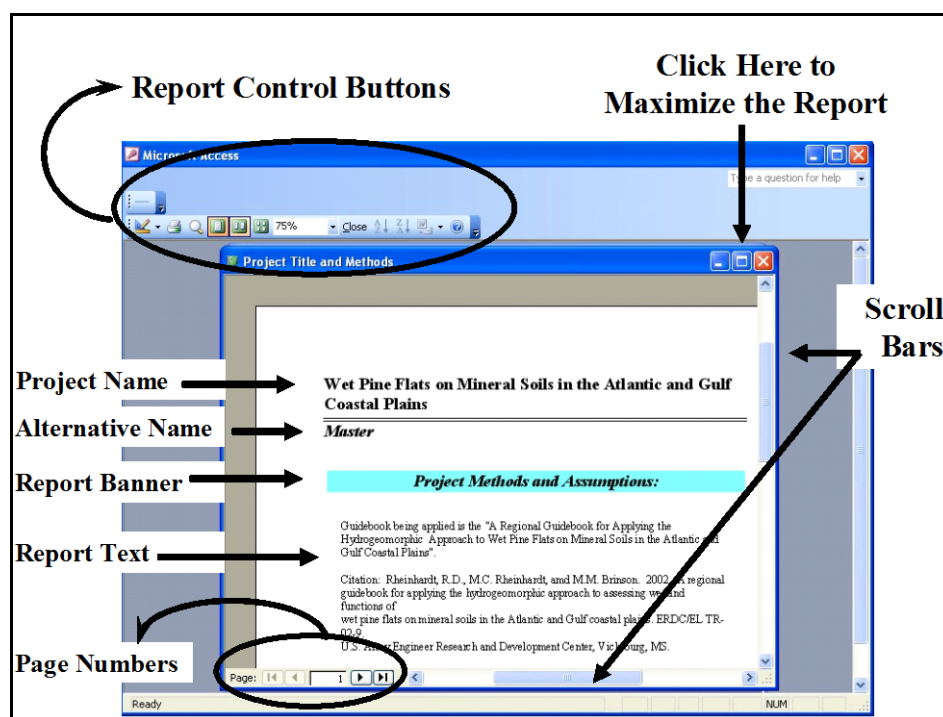 Report Control Buttons
Click Here to
Maximize the Report
Microsoft Access
Type a question for help
75%
Close
Project Title and Methods
Scroll
Bars
Project Name
Wet Pine Flats on Mineral Soils in the Atlantic and Gulf
Coastal Plains
Alternative Name
Master
Report Banner
Project Methods and Assumptions:
Report Text
Guidebook being applied is the "A Regional Guidebook for Applying the
Hydrogeomorphic Approach to Wet Pine Flats on Mineral Soils in the Atlantic and
Gulf Coastal Plains".
Citation: Rheinhardt, R.D., M.C. Rheinhardt, and M.M. Brinson. 2002. A regional
guidebook for applying the hydrogeomorphic approach to assessing wetland
functions of
wet pine flats on mineral soils in the Atlantic and Gulf coastal plains. ERDC/EL TR-
02-9.
U.S. Army Engineer Research and Development Center, Vicksburg, MS.
Page Numbers
Page: 1
Ready
NUM